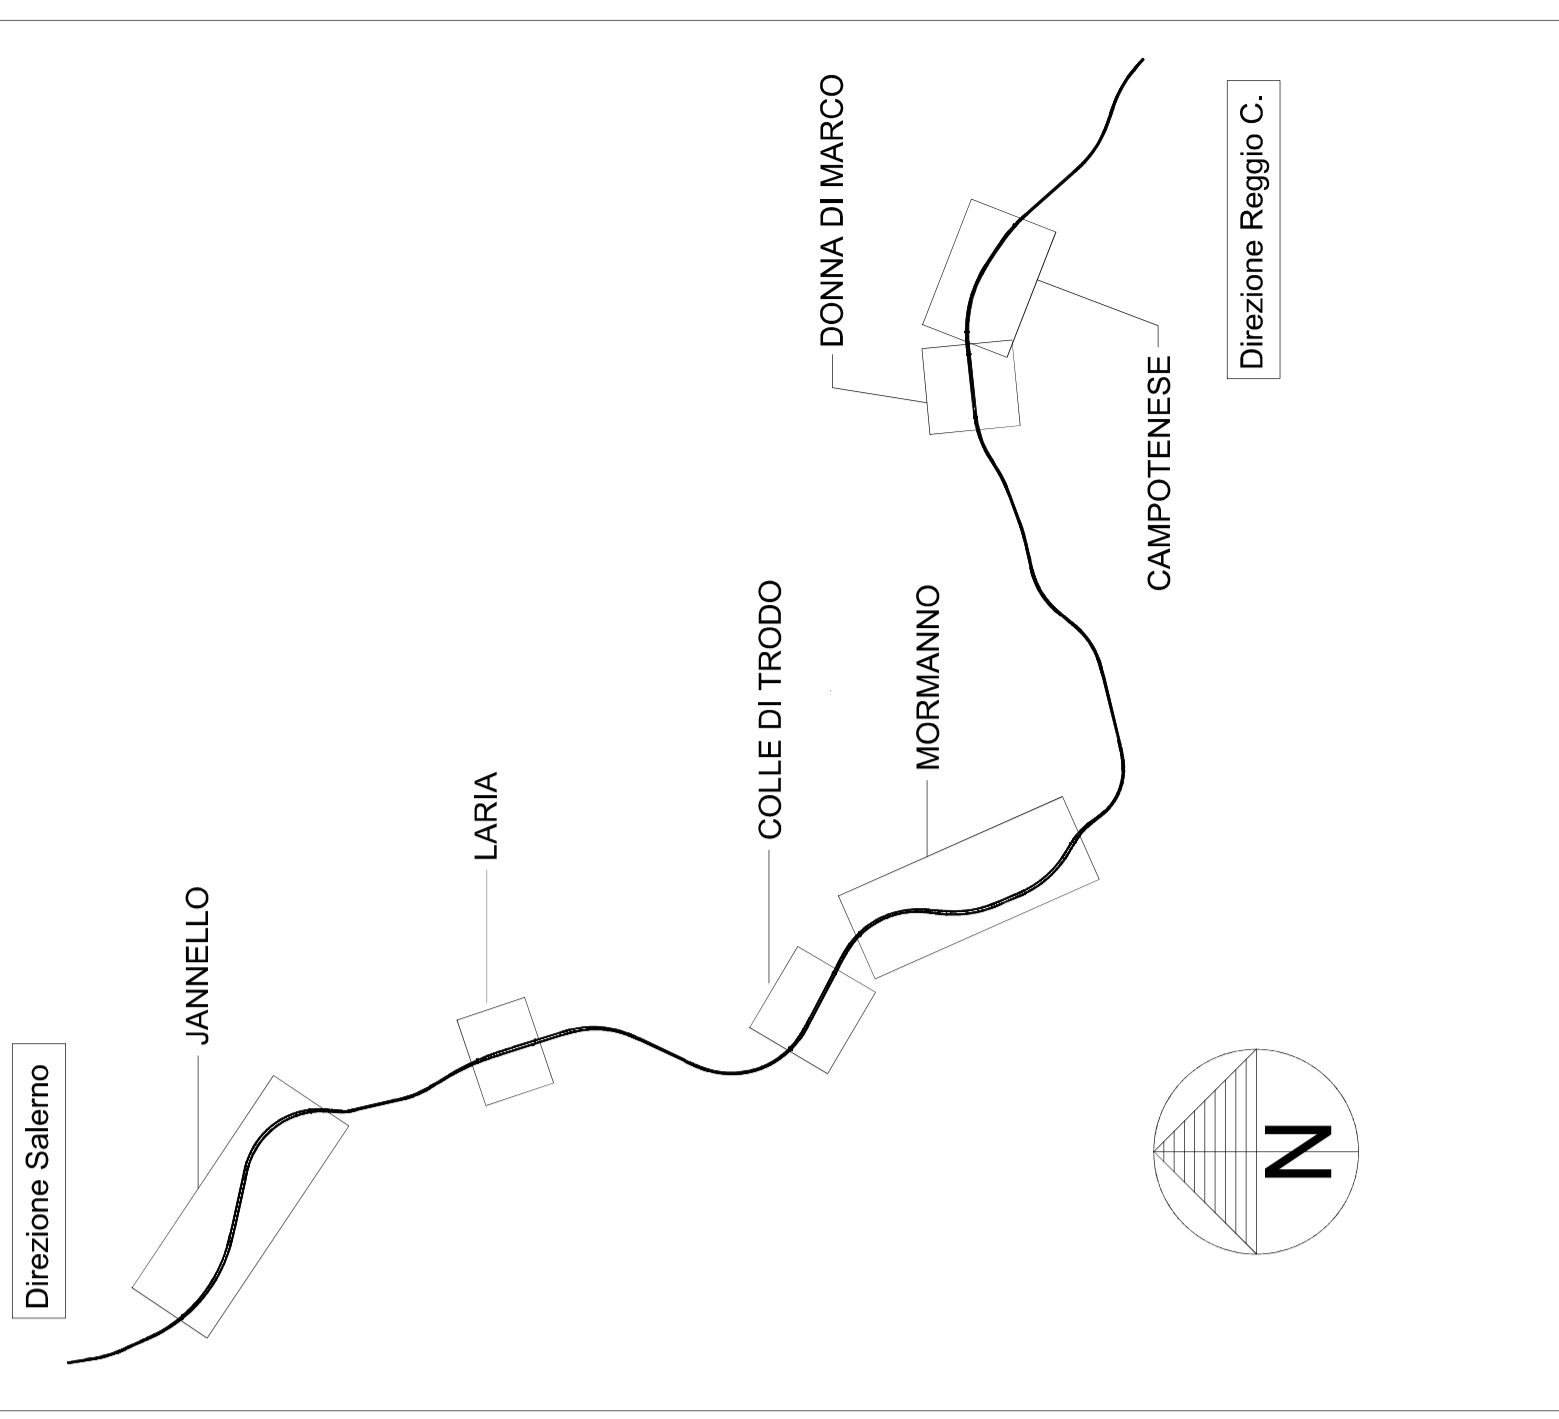 Direzione Salerno
JANNELLO
LARIA
COLLE DI TRODO
MORMANNO
DONNA DI MARCO
CAMPOTENESE
Direzione Reggio C.
N